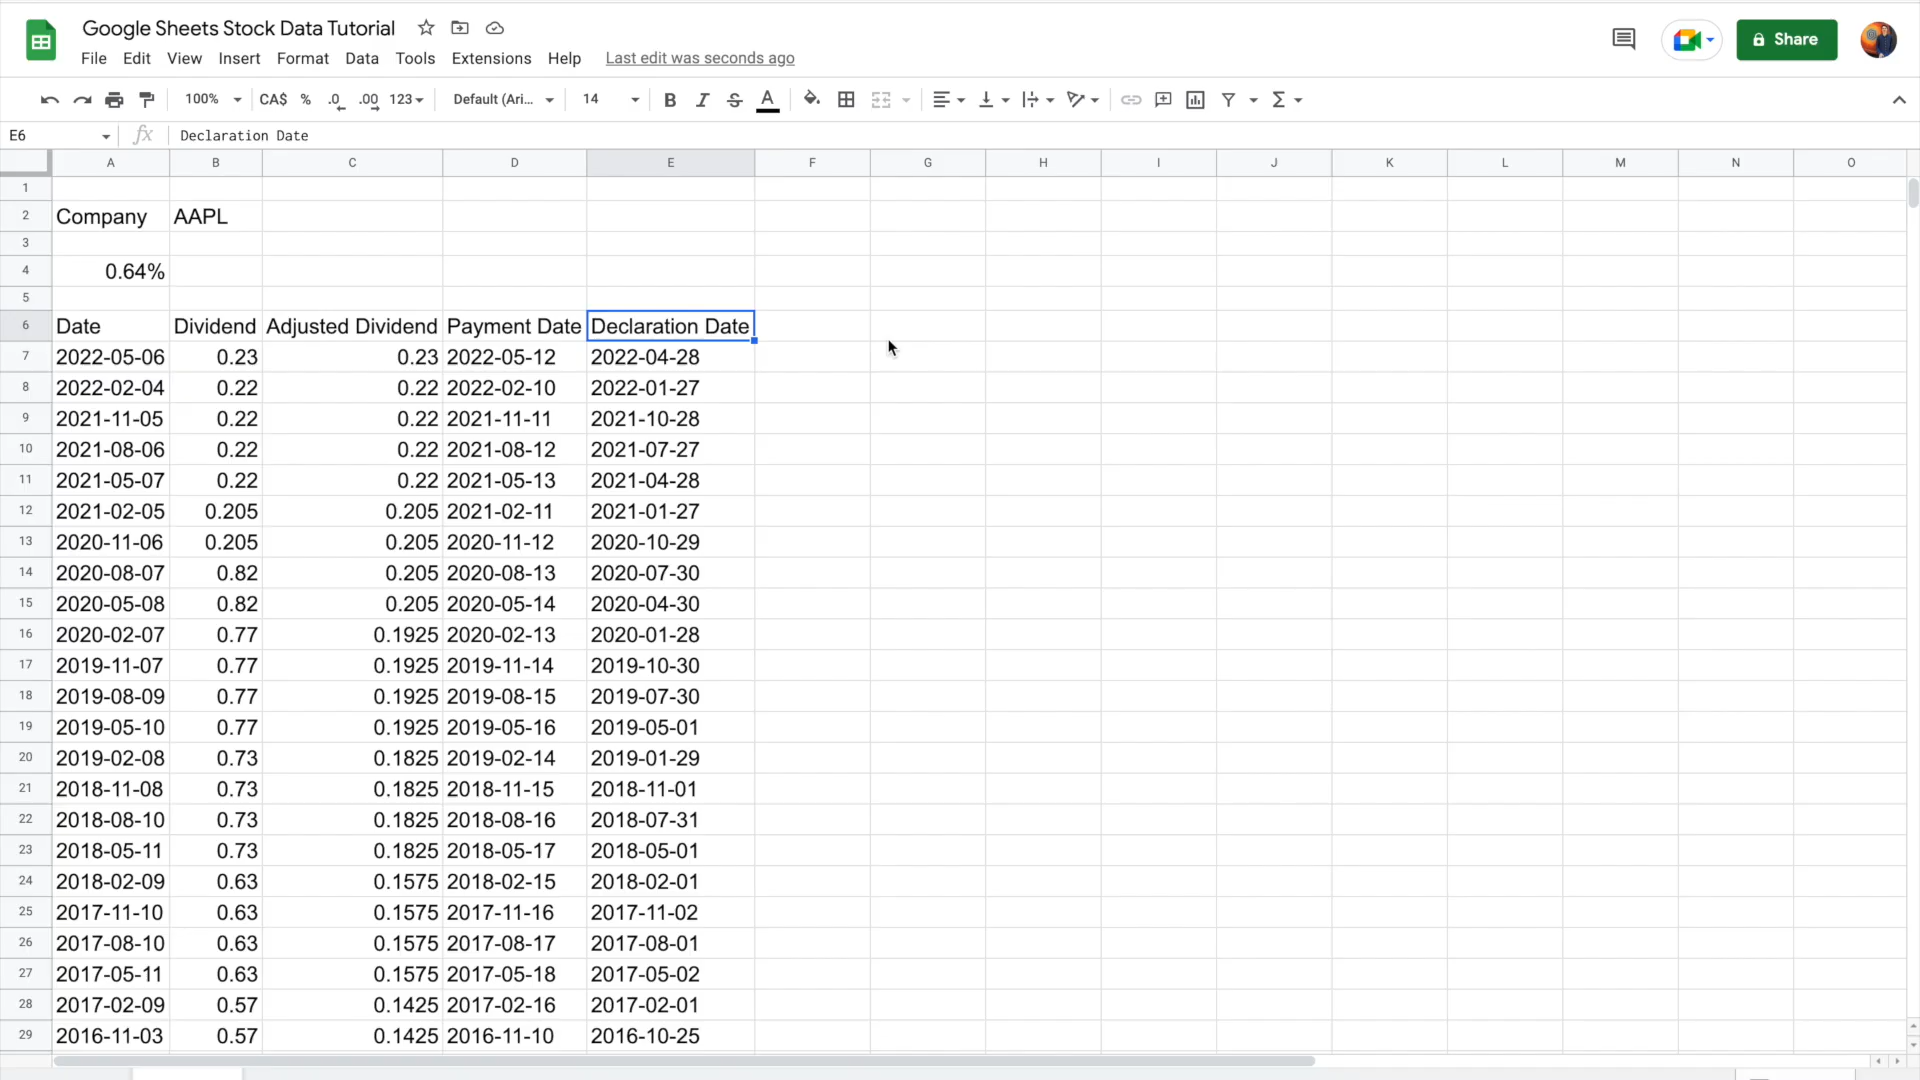 Google Sheets Stock Data Tutorial
File Edit View Insert Format Data Tools Extensions Help Last edit was seconds ago
Share
100% CA$ % .0 .00 123 Default (Ari... 14 B I S A
E6 fx Declaration Date
A B C D E F G H I J K L M N O
1
2 Company AAPL
3
4 0.64%
5
6 Date Dividend Adjusted Dividend Payment Date Declaration Date
7 2022-05-06 0.23 0.23 2022-05-12 2022-04-28
8 2022-02-04 0.22 0.22 2022-02-10 2022-01-27
9 2021-11-05 0.22 0.22 2021-11-11 2021-10-28
10 2021-08-06 0.22 0.22 2021-08-12 2021-07-27
11 2021-05-07 0.22 0.22 2021-05-13 2021-04-28
12 2021-02-05 0.205 0.205 2021-02-11 2021-01-27
13 2020-11-06 0.205 0.205 2020-11-12 2020-10-29
14 2020-08-07 0.82 0.205 2020-08-13 2020-07-30
15 2020-05-08 0.82 0.205 2020-05-14 2020-04-30
16 2020-02-07 0.77 0.1925 2020-02-13 2020-01-28
17 2019-11-07 0.77 0.1925 2019-11-14 2019-10-30
18 2019-08-09 0.77 0.1925 2019-08-15 2019-07-30
19 2019-05-10 0.77 0.1925 2019-05-16 2019-05-01
20 2019-02-08 0.73 0.1825 2019-02-14 2019-01-29
21 2018-11-08 0.73 0.1825 2018-11-15 2018-11-01
22 2018-08-10 0.73 0.1825 2018-08-16 2018-07-31
23 2018-05-11 0.73 0.1825 2018-05-17 2018-05-01
24 2018-02-09 0.63 0.1575 2018-02-15 2018-02-01
25 2017-11-10 0.63 0.1575 2017-11-16 2017-11-02
26 2017-08-10 0.63 0.1575 2017-08-17 2017-08-01
27 2017-05-11 0.63 0.1575 2017-05-18 2017-05-02
28 2017-02-09 0.57 0.1425 2017-02-16 2017-02-01
29 2016-11-03 0.57 0.1425 2016-11-10 2016-10-25